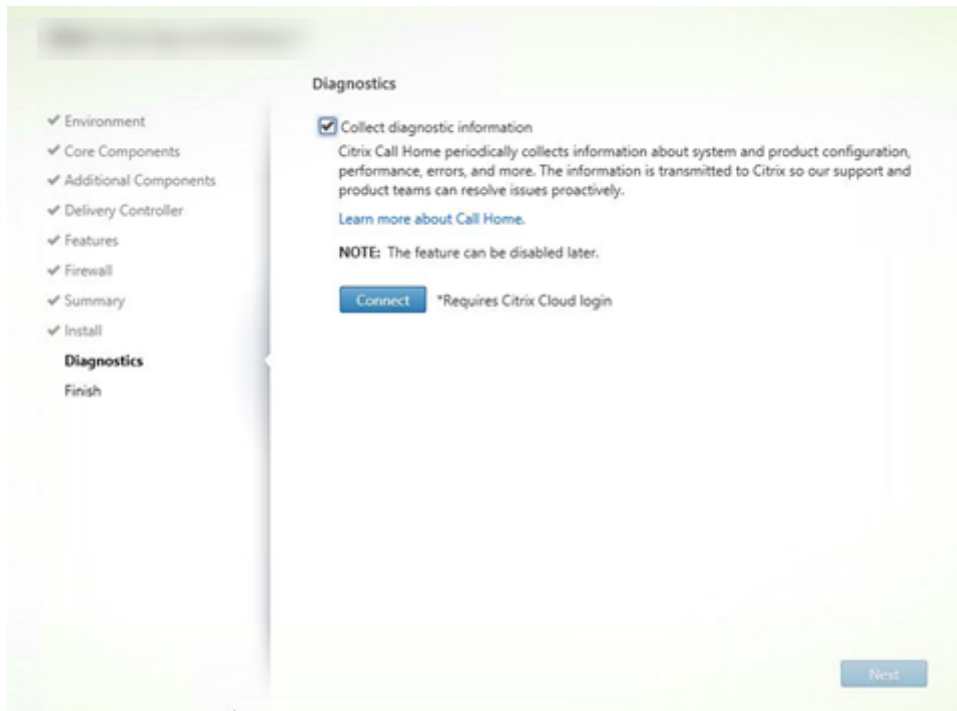 Diagnostics
✔ Environment
✔ Core Components
✔ Additional Components
✔ Delivery Controller
✔ Features
✔ Firewall
✔ Summary
✔ Install
Diagnostics
Finish
Collect diagnostic information
Citrix Call Home periodically collects information about system and product configuration,
performance, errors, and more. The information is transmitted to Citrix so our support and
product teams can resolve issues proactively.
Learn more about Call Home.
NOTE: The feature can be disabled later.
Connect *Requires Citrix Cloud login
Next